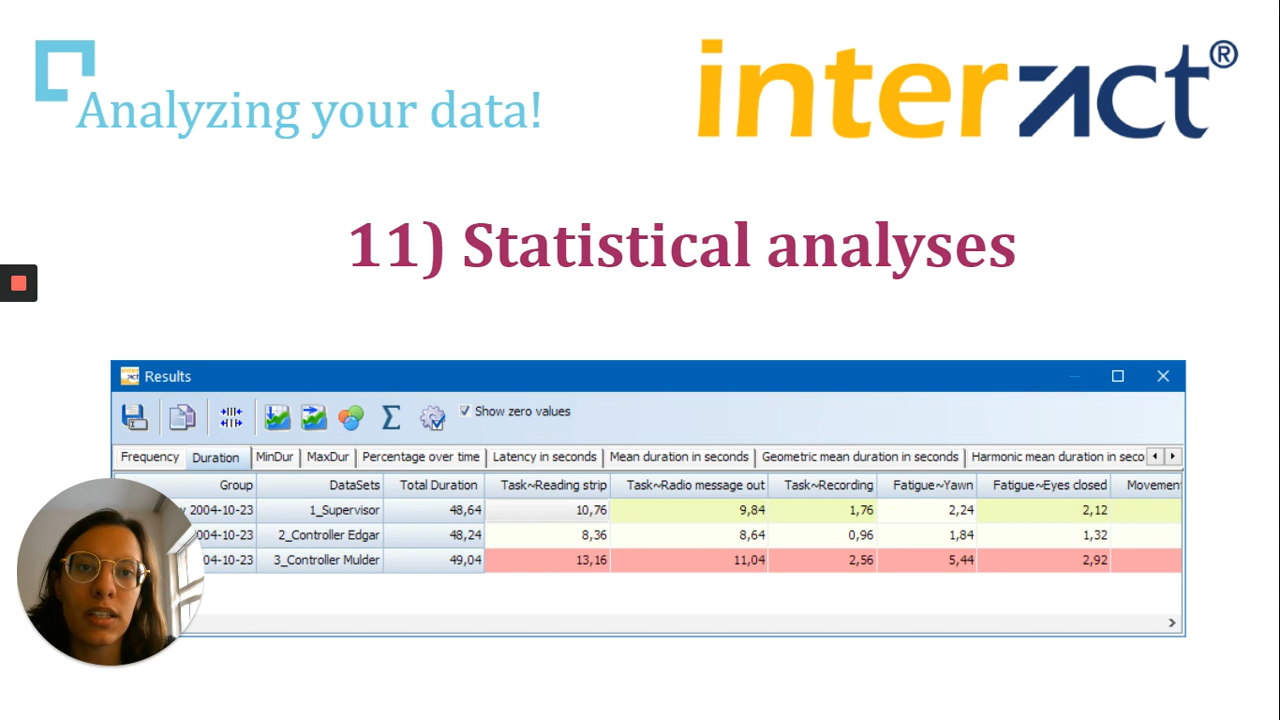 Analyzing your data!
interact®
11) Statistical analyses
Results
Show zero values
Frequency Duration MinDur MaxDur Percentage over time Latency in seconds Mean duration in seconds Geometric mean duration in seconds Harmonic mean duration in seco
Group DataSets Total Duration Task~Reading strip Task~Radio message out Task~Recording Fatigue~Yawn Fatigue~Eyes closed Movemen
2004-10-23 1_Supervisor 48,64 10,76 9,84 1,76 2,24 2,12
004-10-23 2_Controller Edgar 48,24 8,36 8,64 0,96 1,84 1,32
04-10-23 3_Controller Mulder 49,04 13,16 11,04 2,56 5,44 2,92